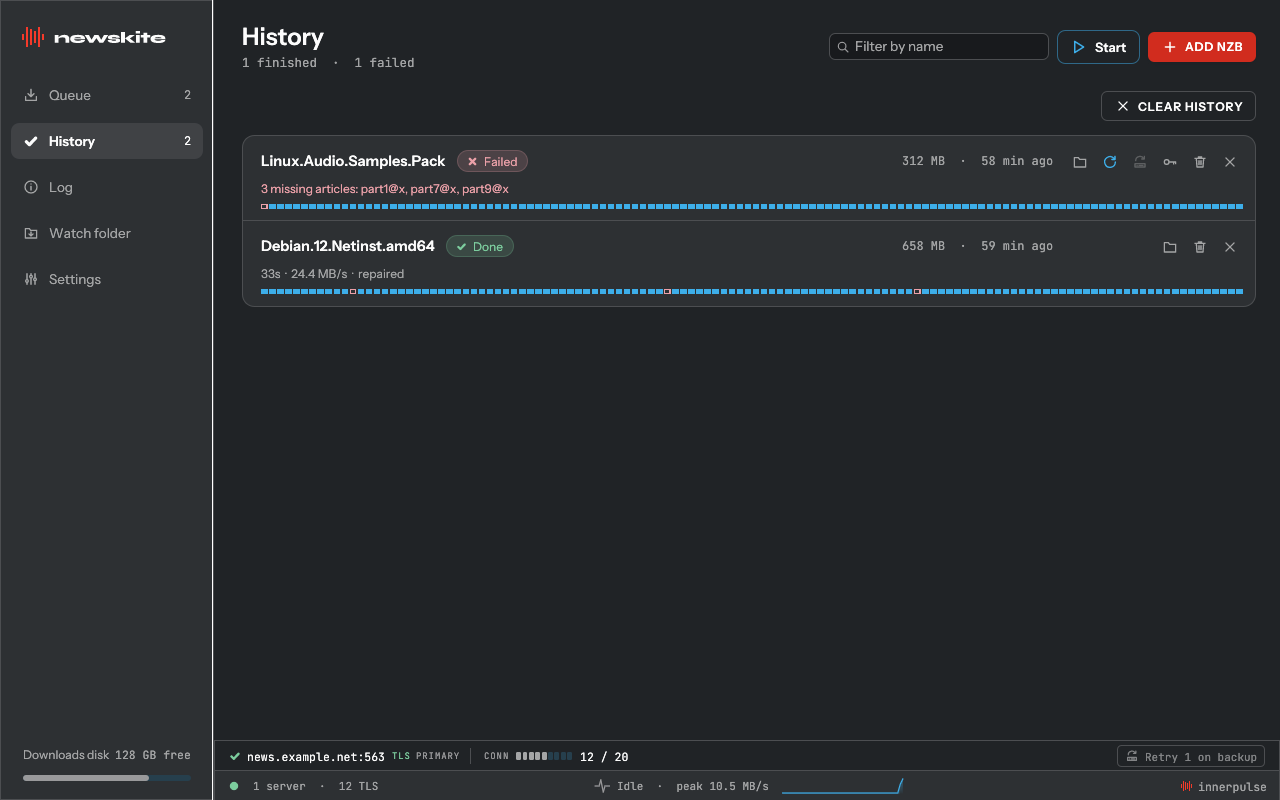 newskite
Queue 2
History 2
Log
Watch folder
Settings
Downloads disk 128 GB free
History
1 finished · 1 failed
Filter by name
Start
ADD NZB
CLEAR HISTORY
Linux.Audio.Samples.Pack Failed 312 MB · 58 min ago
3 missing articles: part1@x, part7@x, part9@x
Debian.12.Netinst.amd64 Done 658 MB · 59 min ago
33s · 24.4 MB/s · repaired
news.example.net:563 TLS PRIMARY CONN 12 / 20 Retry 1 on backup
1 server · 12 TLS Idle · peak 10.5 MB/s innerpulse